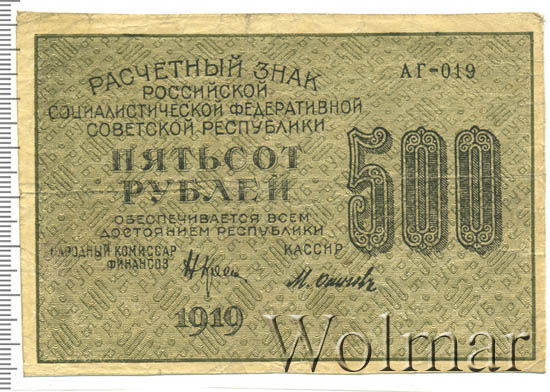 РАСЧЕТНЫЙ ЗНАК
РОССИЙСКОЙ
СОЦИАЛИСТИЧЕСКОЙ ФЕДЕРАТИВНОЙ
СОВЕТСКОЙ РЕСПУБЛИКИ
АГ-019
ПЯТЬСОТ
РУБЛЕЙ
500
ОБЕСПЕЧИВАЕТСЯ ВСЕМ
ДОСТОЯНИЕМ РЕСПУБЛИКИ
НАРОДНЫЙ КОМИССАР
ФИНАНСОВ
КАССИР
1919
Wolmar